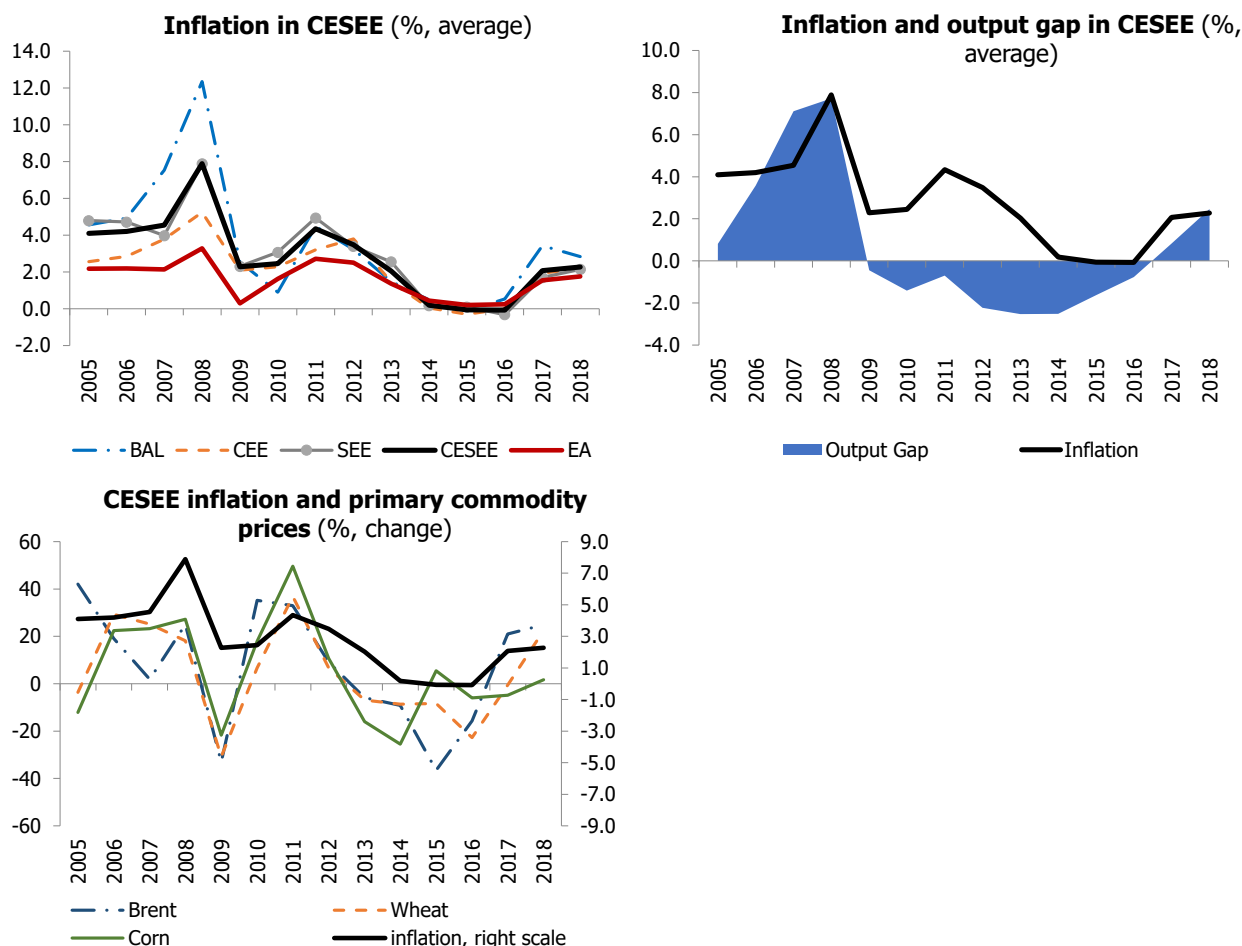 Inflation in CESEE (%, average)
14.0
12.0
10.0
8.0
6.0
4.0
2.0
0.0
-2.0
2005 2006 2007 2008 2009 2010 2011 2012 2013 2014 2015 2016 2017 2018
BAL CEE SEE CESEE EA
Inflation and output gap in CESEE (%,
average)
10.0
8.0
6.0
4.0
2.0
0.0
-2.0
-4.0
2005 2006 2007 2008 2009 2010 2011 2012 2013 2014 2015 2016 2017 2018
Output Gap Inflation
CESEE inflation and primary commodity
prices (%, change)
60 9.0
7.0
40 5.0
20 3.0
0 1.0
-1.0
-20 -3.0
-40 -5.0
-7.0
-60 -9.0
2005 2006 2007 2008 2009 2010 2011 2012 2013 2014 2015 2016 2017 2018
Brent Wheat
Corn inflation, right scale